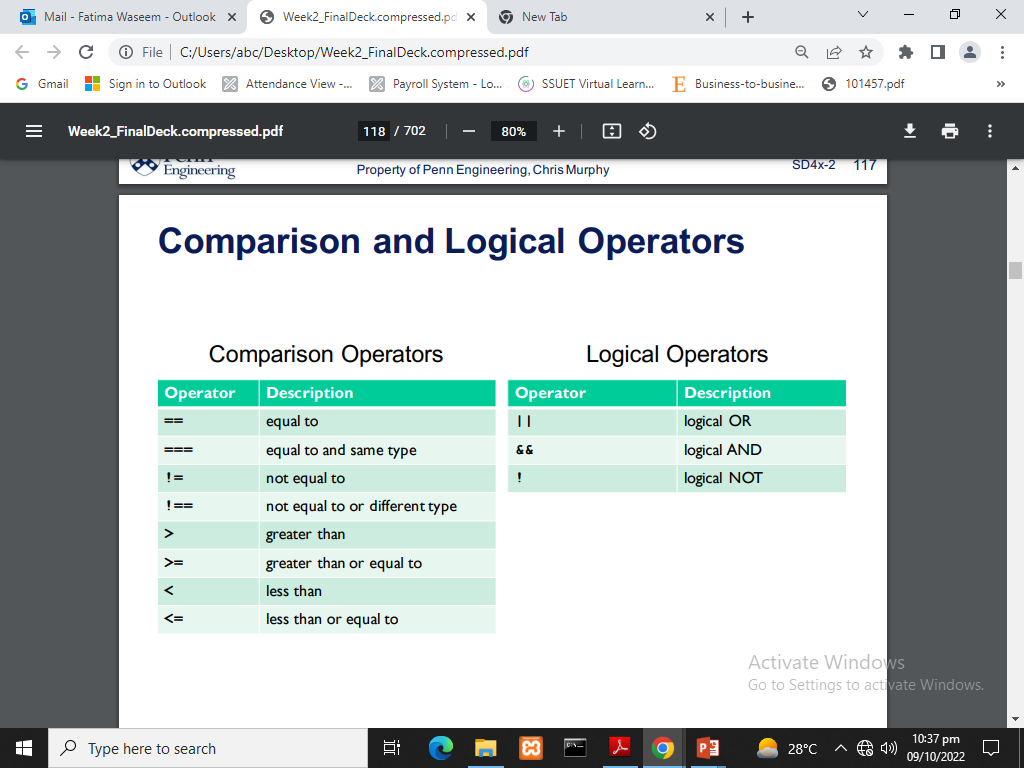 Mail - Fatima Waseem - Outlook
Week2_FinalDeck.compressed.pd
New Tab
File
C:/Users/abc/Desktop/Week2_FinalDeck.compressed.pdf
Gmail
Sign in to Outlook
Attendance View -...
Payroll System - Lo...
SSUET Virtual Learn...
Business-to-busine...
101457.pdf
»
Week2_FinalDeck.compressed.pdf
118 / 702
80%
Penn
Engineering
Property of Penn Engineering, Chris Murphy
SD4x-2 117
Comparison and Logical Operators
Comparison Operators
Operator Description
== equal to
=== equal to and same type
!= not equal to
!== not equal to or different type
> greater than
>= greater than or equal to
< less than
<= less than or equal to
Logical Operators
Operator Description
|| logical OR
&& logical AND
! logical NOT
Activate Windows
Go to Settings to activate Windows.
Type here to search
28°C
10:37 pm
09/10/2022